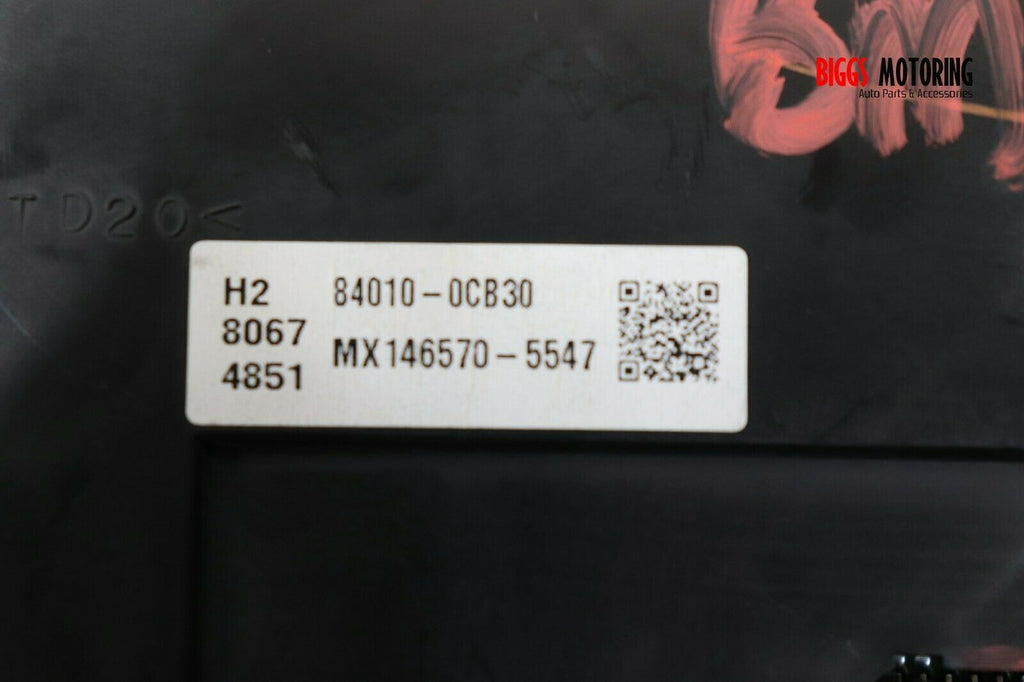 BIGGS MOTORING
Auto Parts & Accessories
TD20<
H2 84010-0CB30
8067
MX146570-5547
4851